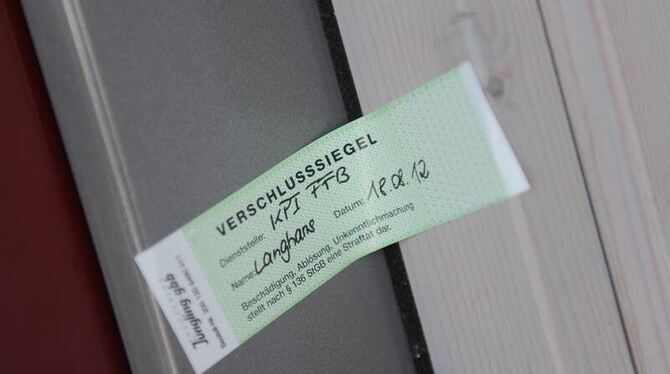 VERSCHLUSSSIEGEL
Dienststelle: KPI FFB
Name: Langhans Datum: 18.08.12
Beschädigung, Ablösung, Unkenntlichmachung
stellt nach § 136 StGB eine Straftat dar.
Jüngling gbb